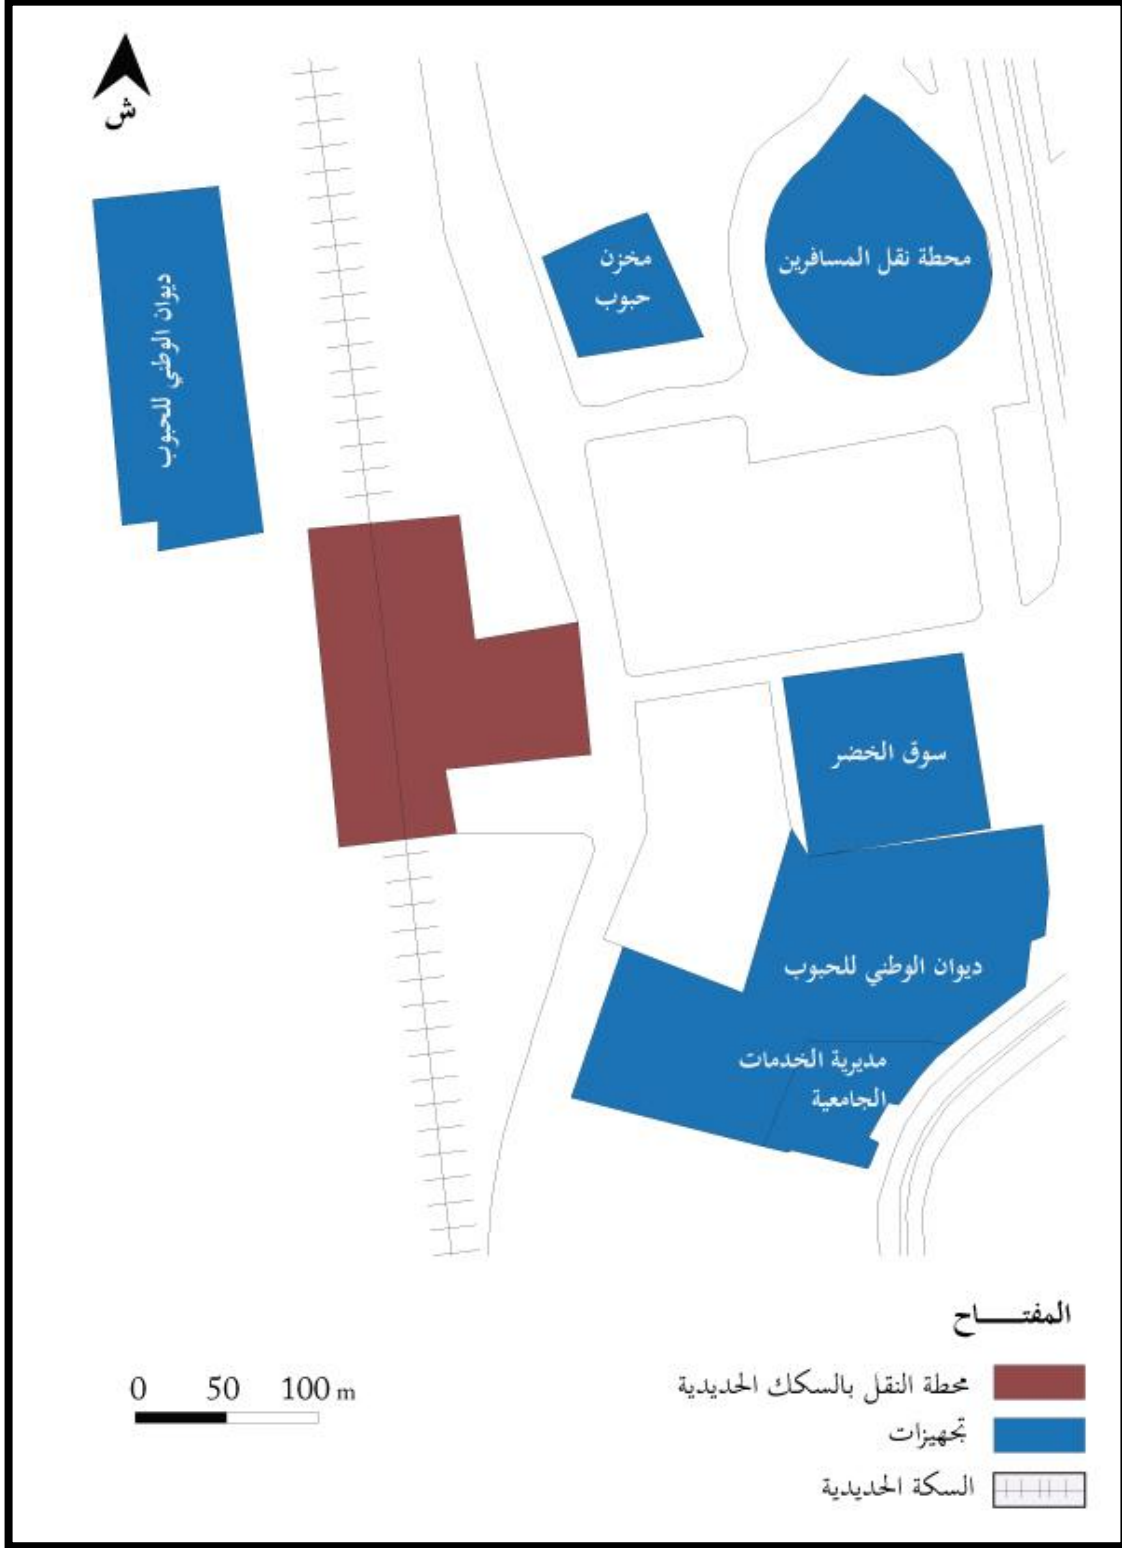 ش
محطة نقل المسافرين
مخزن
حبوب
ديوان الوطني للحبوب
سوق الخضر
ديوان الوطني للحبوب
مديرية الخدمات
الجامعية
المفتـــــاح
محطة النقل بالسكك الحديدية
تجهيزات
السكة الحديدية
0 50 100 m